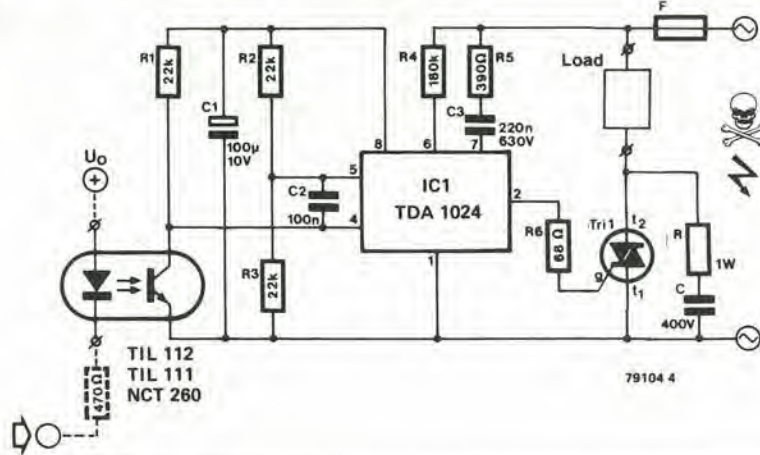 F
R1
22k
R2
22k
R4
180k
R5
390Ω
Load
C1
100µ
10V
C3
220n
630V
8
6
7
U₀
+
5
C2
100n
4
IC1
TDA 1024
2
1
R6
68Ω
Tri1
t2
g
t1
R
1W
C
400V
R3
22k
TIL 112
TIL 111
NCT 260
470Ω
79104 4